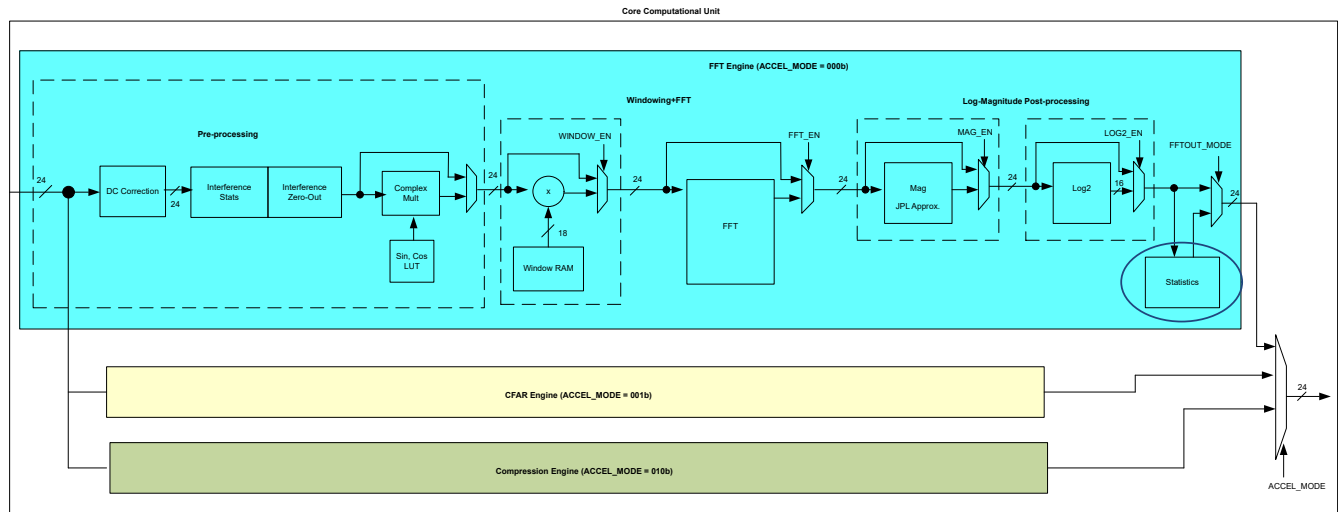 Core Computational Unit
FFT Engine (ACCEL_MODE = 000b)
Pre-processing
Windowing+FFT
Log-Magnitude Post-processing
WINDOW_EN
FFT_EN
MAG_EN
LOG2_EN
FFTOUT_MODE
24
DC Correction
24
Interference
Stats
Interference
Zero-Out
Complex
Mult
Sin, Cos
LUT
24
x
18
Window RAM
24
FFT
24
Mag
JPL Approx.
24
Log2
16
24
Statistics
CFAR Engine (ACCEL_MODE = 001b)
Compression Engine (ACCEL_MODE = 010b)
24
ACCEL_MODE